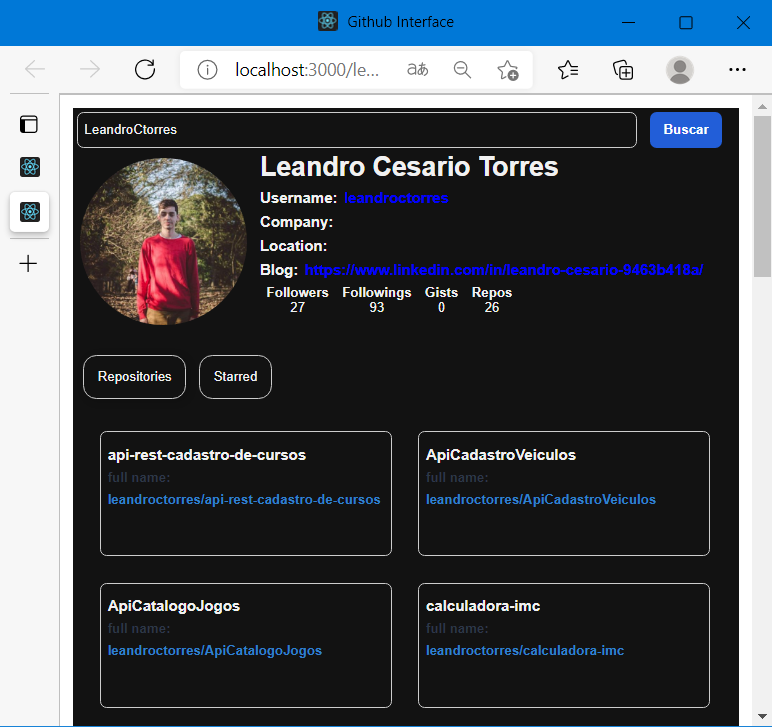 Github Interface
localhost:3000/le...
aあ
LeandroCtorres
Buscar
Leandro Cesario Torres
Username: leandroctorres
Company:
Location:
Blog: https://www.linkedin.com/in/leandro-cesario-9463b418a/
Followers Followings Gists Repos
27 93 0 26
Repositories Starred
api-rest-cadastro-de-cursos
full name:
leandroctorres/api-rest-cadastro-de-cursos
ApiCadastroVeiculos
full name:
leandroctorres/ApiCadastroVeiculos
ApiCatalogoJogos
full name:
leandroctorres/ApiCatalogoJogos
calculadora-imc
full name:
leandroctorres/calculadora-imc